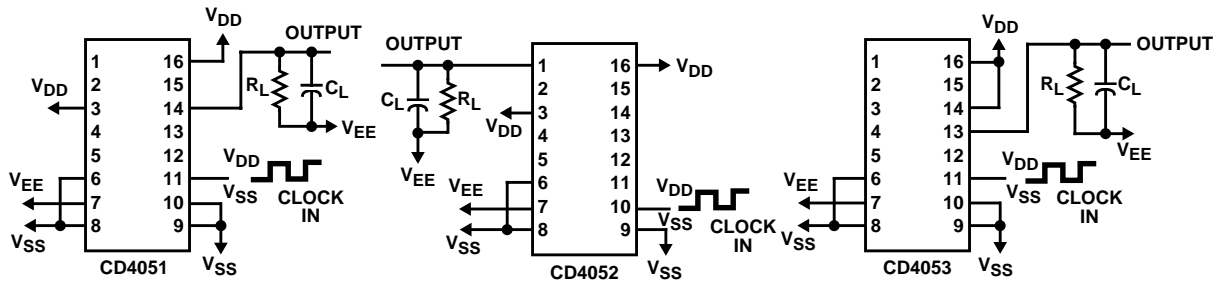 VDD
OUTPUT
1 16
2 15
VDD
3 14
RL
CL
VEE
4 13
5 12
VDD
6 11
VSS
CLOCK
IN
VEE
7 10
8 9
VSS
VSS
CD4051
OUTPUT
1 16
VDD
CL
RL
2 15
3 14
VDD
4 13
VEE
5 12
6 11
VDD
VEE
7 10
VSS
CLOCK
IN
8 9
VSS
VSS
CD4052
VDD
OUTPUT
1 16
2 15
RL
CL
3 14
4 13
VEE
5 12
VDD
6 11
VSS
CLOCK
IN
VEE
7 10
8 9
VSS
VSS
CD4053